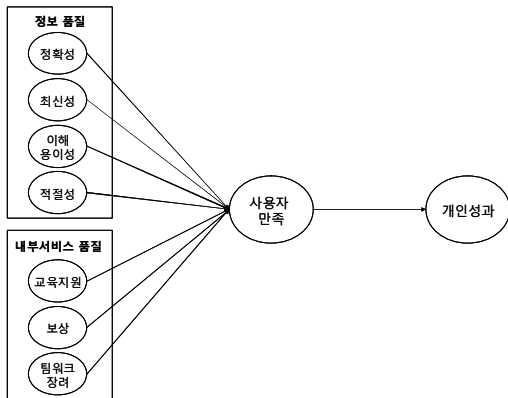 정보 품질
정확성
최신성
이해
용이성
적절성
내부서비스 품질
교육지원
보상
팀워크
장려
사용자
만족
개인성과